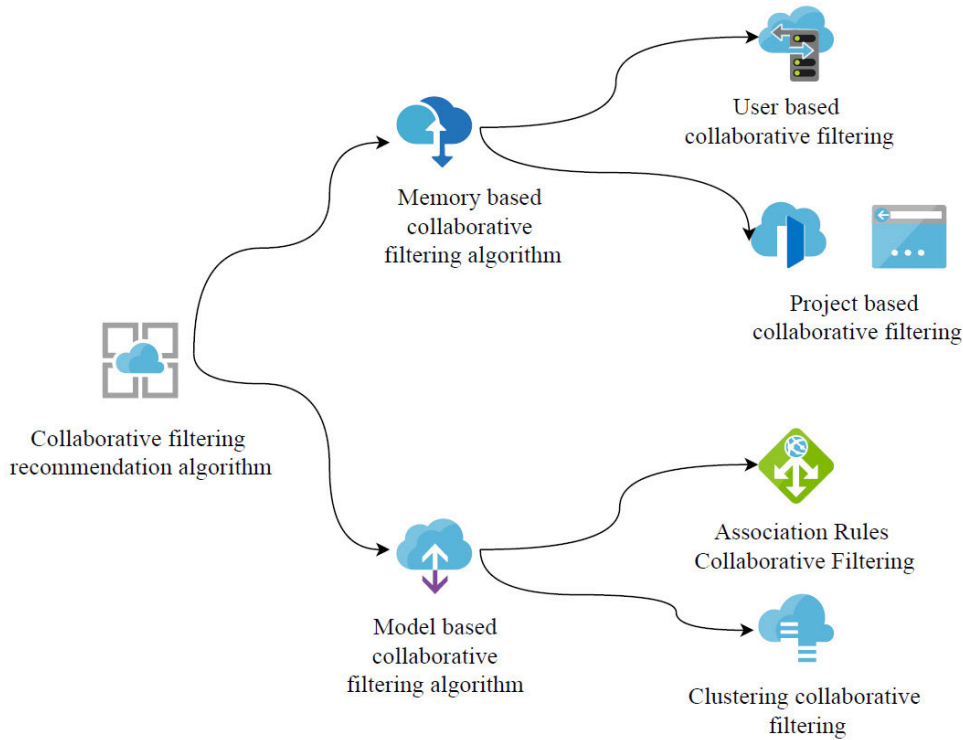 User based
collaborative filtering
Memory based
collaborative
filtering algorithm
Project based
collaborative filtering
Collaborative filtering
recommendation algorithm
Association Rules
Collaborative Filtering
Model based
collaborative
filtering algorithm
Clustering collaborative
filtering